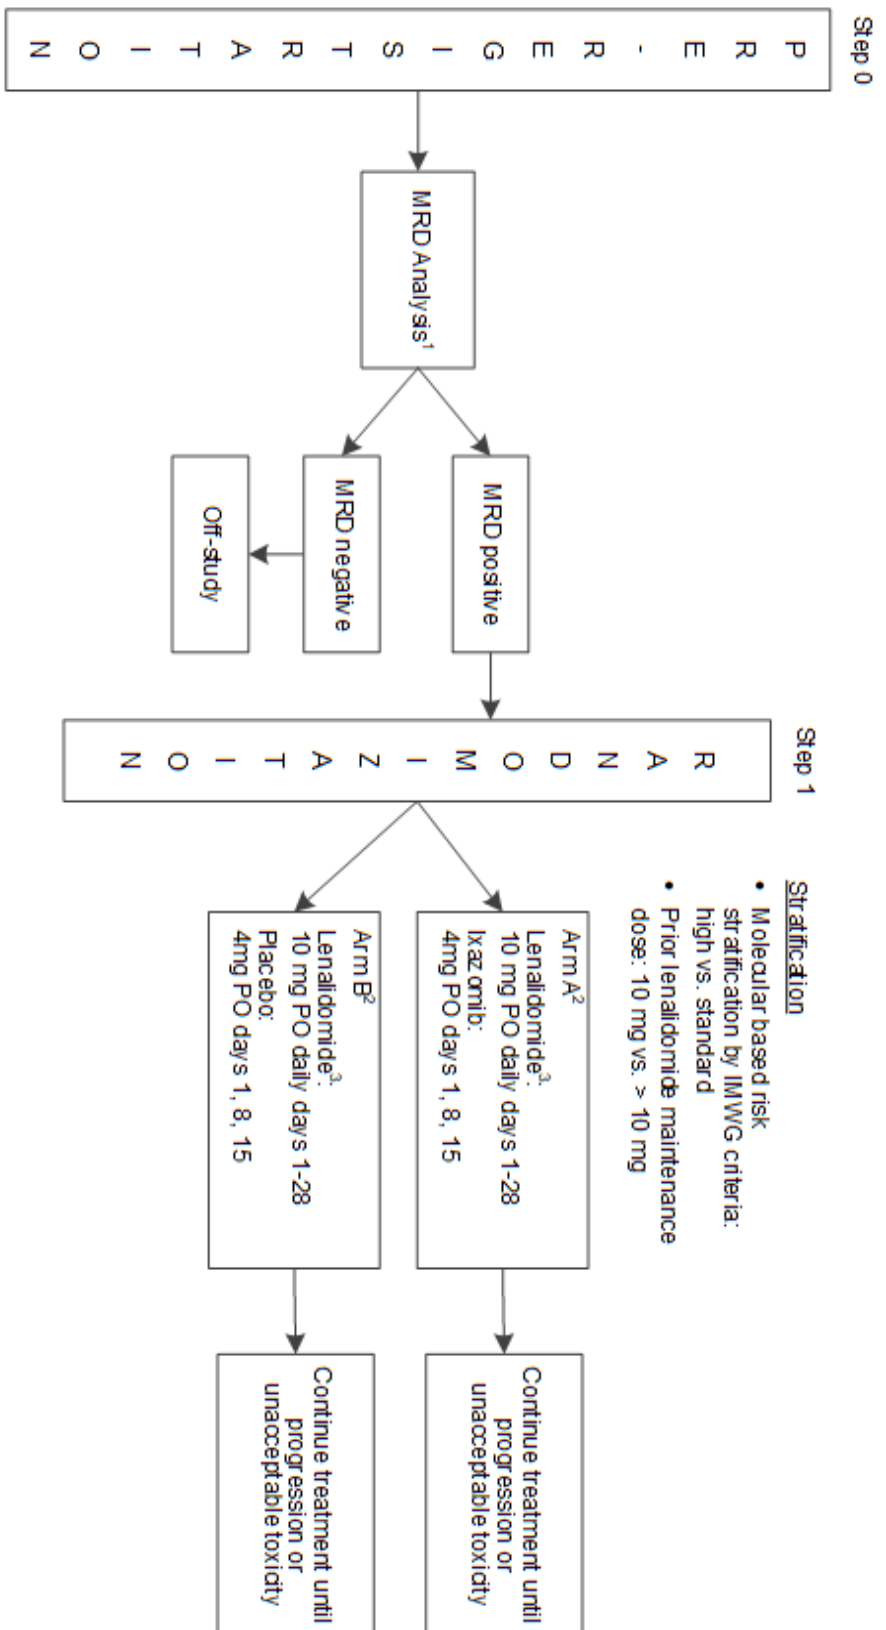 Step 0
P R E - R E G I S T R A T I O N
MRD Analysis¹
MRD positive
MRD negative
Off-study
Step 1
R A N D O M I Z A T I O N
Stratification
• Molecular based risk
stratification by IMWG criteria:
high vs. standard
• Prior lenalidomide maintenance
dose: 10 mg vs. > 10 mg
Arm A²
Lenalidomide³:
10 mg PO daily days 1-28
Ixazomib:
4mg PO days 1, 8, 15
Arm B²
Lenalidomide³:
10 mg PO daily days 1-28
Placebo:
4mg PO days 1, 8, 15
Continue treatment until
progression or
unacceptable toxicity
Continue treatment until
progression or
unacceptable toxicity